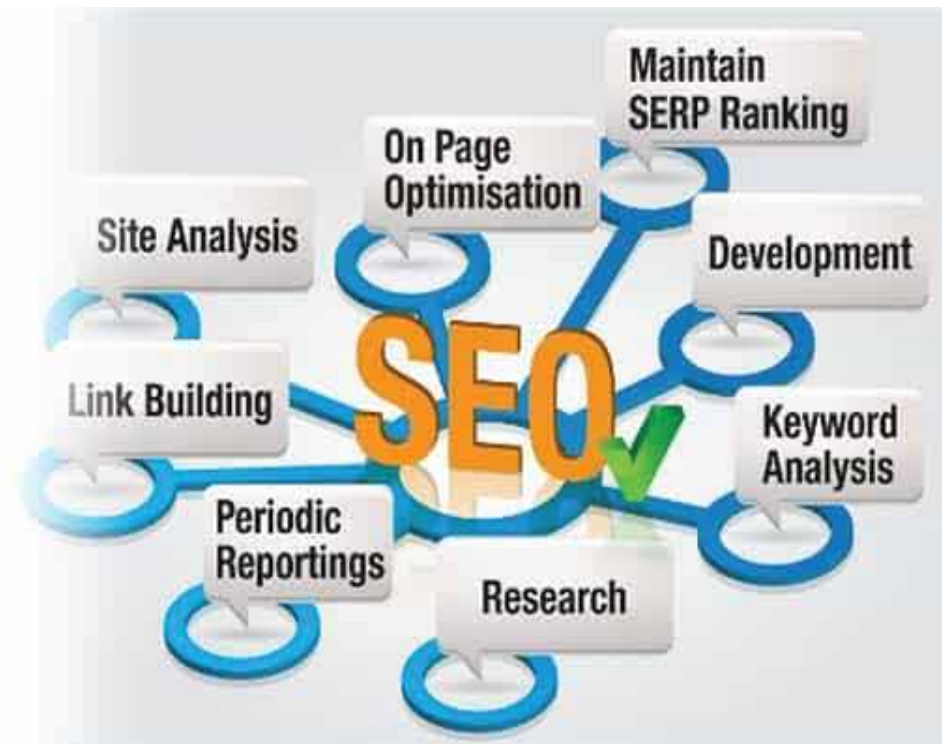 Maintain
SERP Ranking
On Page
Optimisation
Site Analysis
Development
SEO
Link Building
Keyword
Analysis
Periodic
Reportings
Research